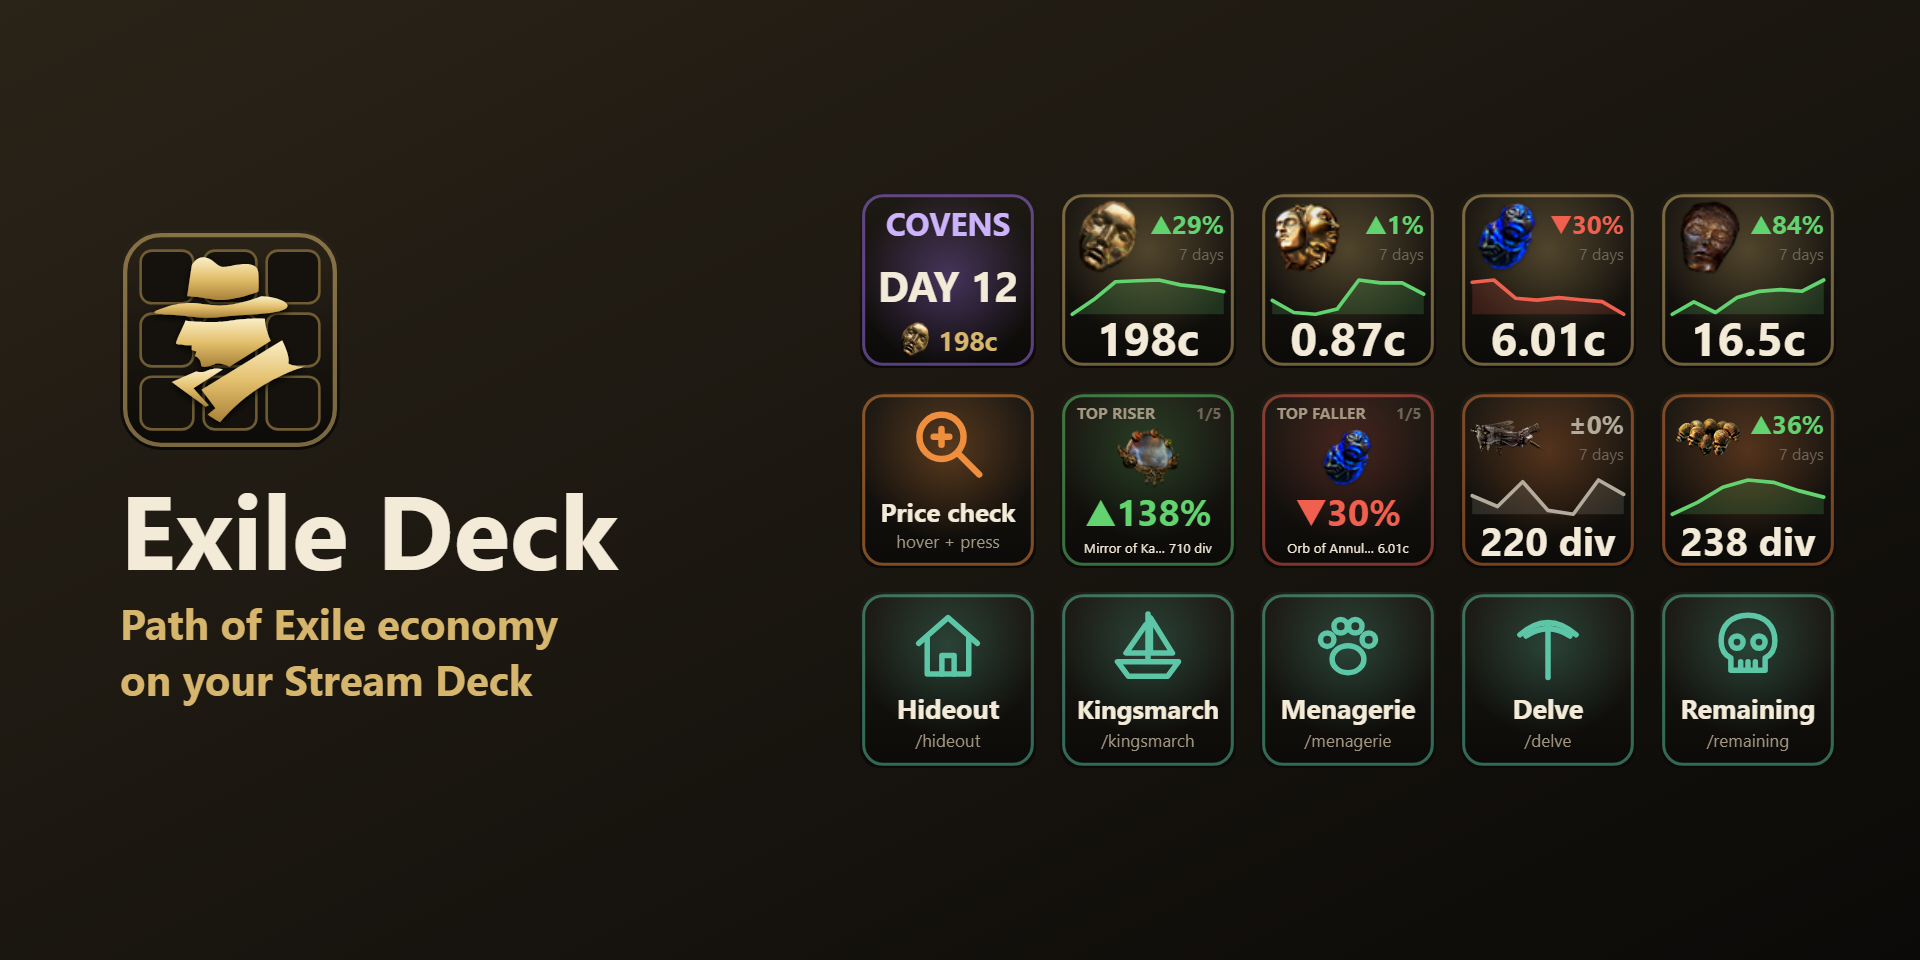 Exile Deck
Path of Exile economy
on your Stream Deck
COVENS
DAY 12
198c
▲29%
7 days
198c
▲1%
7 days
0.87c
▼30%
7 days
6.01c
▲84%
7 days
16.5c
Price check
hover + press
TOP RISER 1/5
▲138%
Mirror of Ka... 710 div
TOP FALLER 1/5
▼30%
Orb of Annul... 6.01c
±0%
7 days
220 div
▲36%
7 days
238 div
Hideout
/hideout
Kingsmarch
/kingsmarch
Menagerie
/menagerie
Delve
/delve
Remaining
/remaining